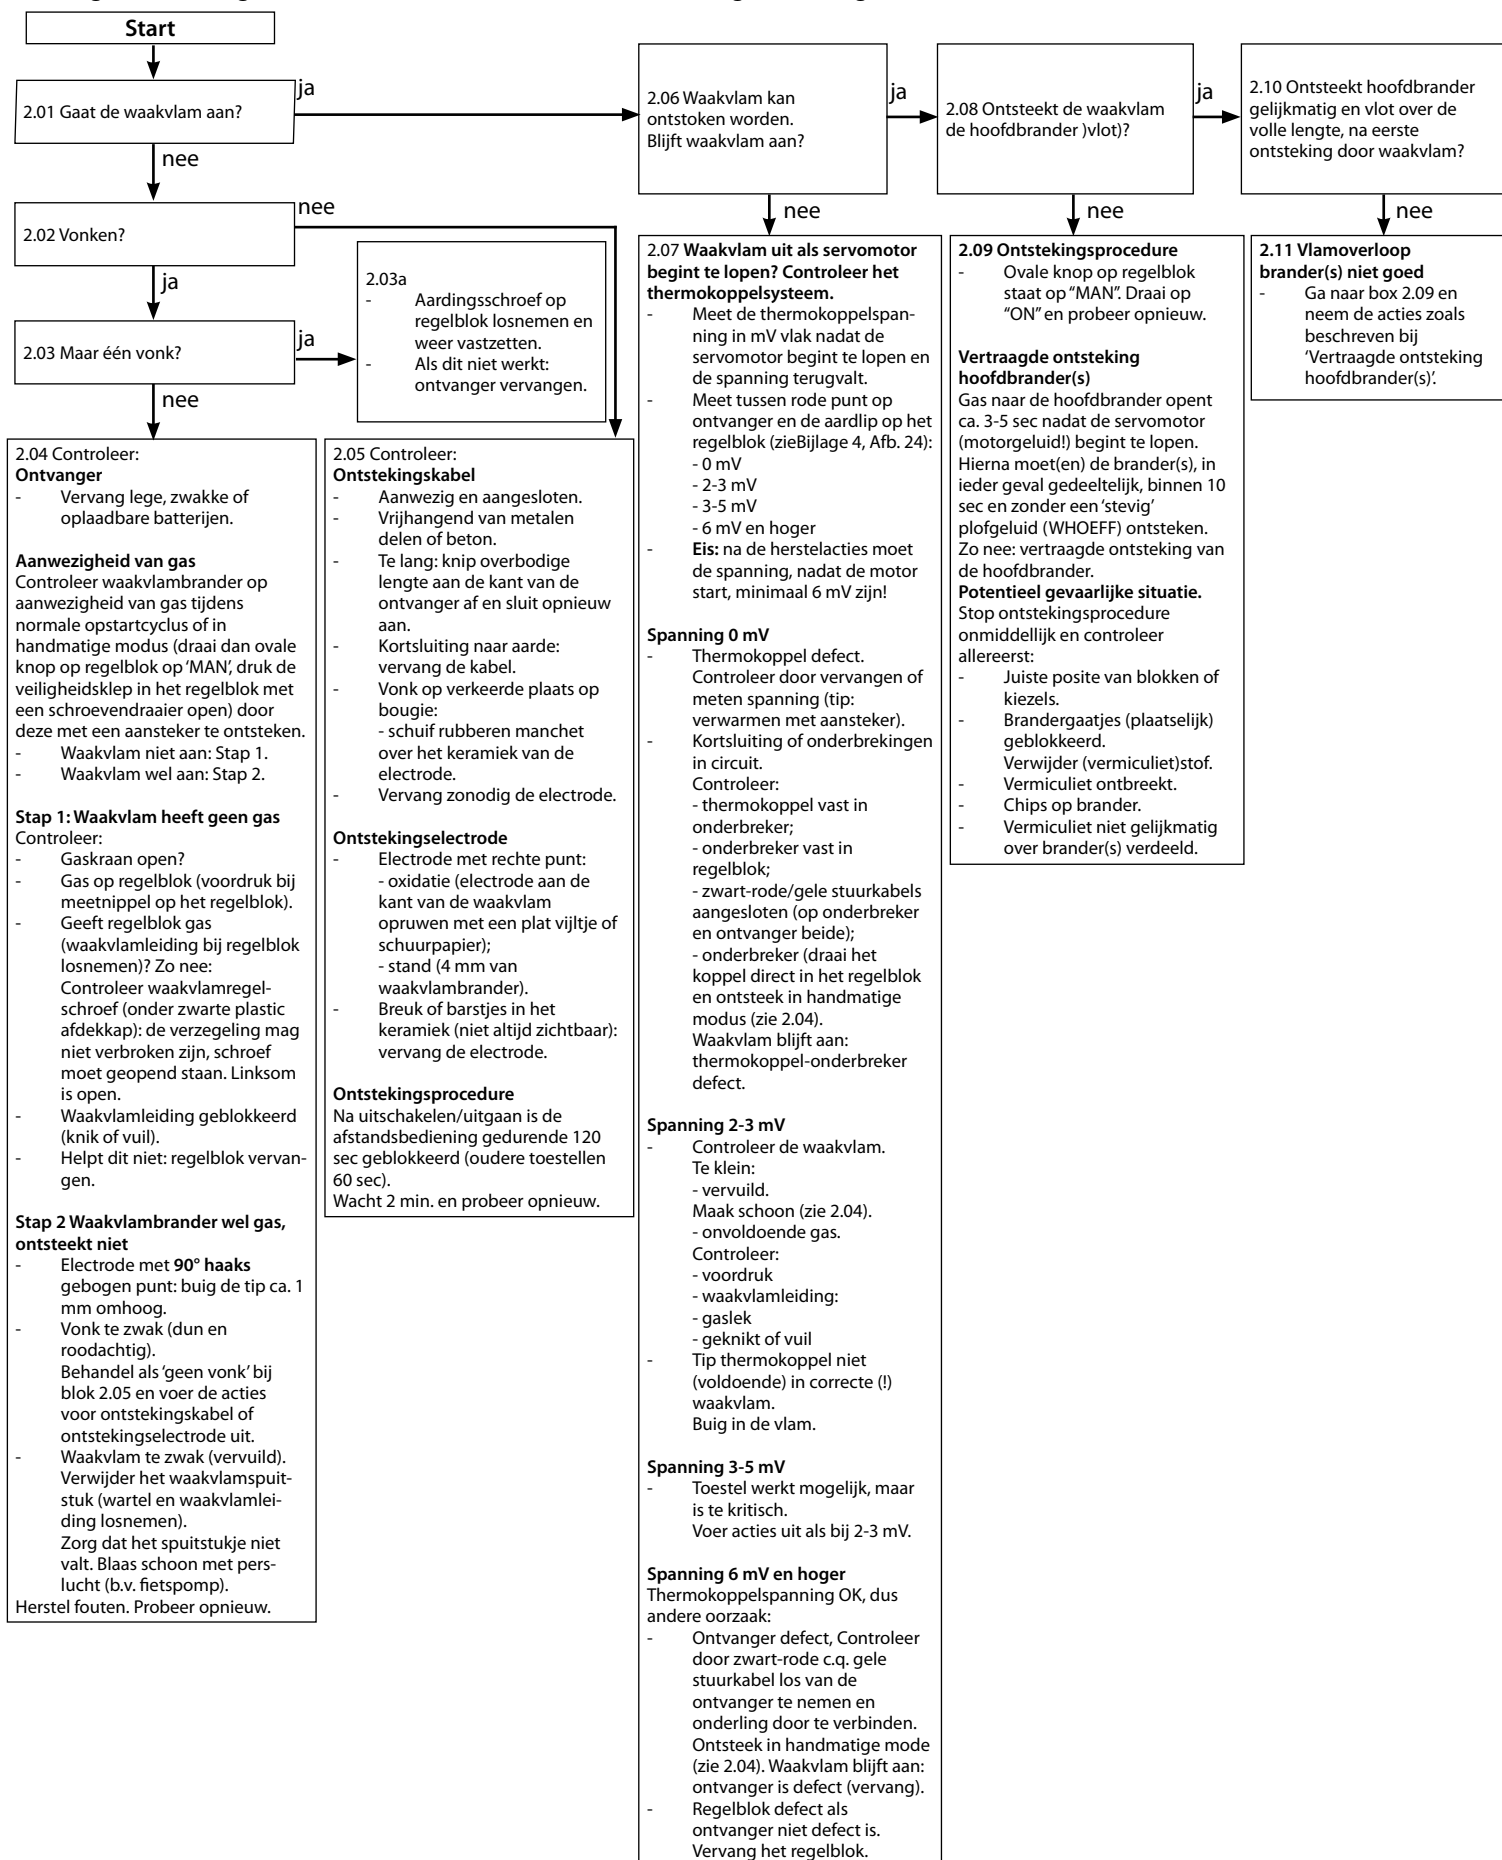 Start
2.01 Gaat de waakvlam aan?
ja
nee
2.02 Vonken?
nee
ja
2.03 Maar één vonk?
ja
nee
2.03a
- Aardingsschroef op
regelblok losnemen en
weer vastzetten.
- Als dit niet werkt:
ontvanger vervangen.
2.04 Controleer:
Ontvanger
- Vervang lege, zwakke of
oplaadbare batterijen.
Aanwezigheid van gas
Controleer waakvlambrander op
aanwezigheid van gas tijdens
normale opstartcyclus of in
handmatige modus (draai dan ovale
knop op regelblok op ‘MAN’, druk de
veiligheidsklep in het regelblok met
een schroevendraaier open) door
deze met een aansteker te ontsteken.
- Waakvlam niet aan: Stap 1.
- Waakvlam wel aan: Stap 2.
Stap 1: Waakvlam heeft geen gas
Controleer:
- Gaskraan open?
- Gas op regelblok (voordruk bij
meetnippel op het regelblok).
- Geeft regelblok gas
(waakvlamleiding bij regelblok
losnemen)? Zo nee:
Controleer waakvlamregel-
schroef (onder zwarte plastic
afdekkap): de verzegeling mag
niet verbroken zijn, schroef
moet geopend staan. Linksom
is open.
- Waakvlamleiding geblokkeerd
(knik of vuil).
- Helpt dit niet: regelblok vervan-
gen.
Stap 2 Waakvlambrander wel gas,
ontsteekt niet
- Electrode met 90° haaks
gebogen punt: buig de tip ca. 1
mm omhoog.
- Vonk te zwak (dun en
roodachtig).
Behandel als ‘geen vonk’ bij
blok 2.05 en voer de acties
voor ontstekingskabel of
ontstekingselectrode uit.
- Waakvlam te zwak (vervuild).
Verwijder het waakvlamspuit-
stuk (wartel en waakvlamlei-
ding losnemen).
Zorg dat het spuitstukje niet
valt. Blaas schoon met pers-
lucht (b.v. fietspomp).
Herstel fouten. Probeer opnieuw.
2.05 Controleer:
Ontstekingskabel
- Aanwezig en aangesloten.
- Vrijhangend van metalen
delen of beton.
- Te lang: knip overbodige
lengte aan de kant van de
ontvanger af en sluit opnieuw
aan.
- Kortsluiting naar aarde:
vervang de kabel.
- Vonk op verkeerde plaats op
bougie:
- schuif rubberen manchet
over het keramiek van de
electrode.
- Vervang zonodig de electrode.
Ontstekingselectrode
- Electrode met rechte punt:
- oxidatie (electrode aan de
kant van de waakvlam
opruwen met een plat vijltje of
schuurpapier);
- stand (4 mm van
waakvlambrander).
- Breuk of barstjes in het
keramiek (niet altijd zichtbaar):
vervang de electrode.
Ontstekingsprocedure
Na uitschakelen/uitgaan is de
afstandsbediening gedurende 120
sec geblokkeerd (oudere toestellen
60 sec).
Wacht 2 min. en probeer opnieuw.
2.06 Waakvlam kan
ontstoken worden.
Blijft waakvlam aan?
ja
nee
2.07 Waakvlam uit als servomotor
begint te lopen? Controleer het
thermokoppelsysteem.
- Meet de thermokoppelspan-
ning in mV vlak nadat de
servomotor begint te lopen en
de spanning terugvalt.
- Meet tussen rode punt op
ontvanger en de aardlip op het
regelblok (zieBijlage 4, Afb. 24):
- 0 mV
- 2-3 mV
- 3-5 mV
- 6 mV en hoger
- Eis: na de herstelacties moet
de spanning, nadat de motor
start, minimaal 6 mV zijn!
Spanning 0 mV
- Thermokoppel defect.
Controleer door vervangen of
meten spanning (tip:
verwarmen met aansteker).
- Kortsluiting of onderbrekingen
in circuit.
Controleer:
- thermokoppel vast in
onderbreker;
- onderbreker vast in
regelblok;
- zwart-rode/gele stuurkabels
aangesloten (op onderbreker
en ontvanger beide);
- onderbreker (draai het
koppel direct in het regelblok
en ontsteek in handmatige
modus (zie 2.04).
Waakvlam blijft aan:
thermokoppel-onderbreker
defect.
Spanning 2-3 mV
- Controleer de waakvlam.
Te klein:
- vervuild.
Maak schoon (zie 2.04).
- onvoldoende gas.
Controleer:
- voordruk
- waakvlamleiding:
- gaslek
- geknikt of vuil
- Tip thermokoppel niet
(voldoende) in correcte (!)
waakvlam.
Buig in de vlam.
Spanning 3-5 mV
- Toestel werkt mogelijk, maar
is te kritisch.
Voer acties uit als bij 2-3 mV.
Spanning 6 mV en hoger
Thermokoppelspanning OK, dus
andere oorzaak:
- Ontvanger defect, Controleer
door zwart-rode c.q. gele
stuurkabel los van de
ontvanger te nemen en
onderling door te verbinden.
Ontsteek in handmatige mode
(zie 2.04). Waakvlam blijft aan:
ontvanger is defect (vervang).
- Regelblok defect als
ontvanger niet defect is.
Vervang het regelblok.
2.08 Ontsteekt de waakvlam
de hoofdbrander )vlot)?
ja
nee
2.09 Ontstekingsprocedure
- Ovale knop op regelblok
staat op “MAN”. Draai op
“ON” en probeer opnieuw.
Vertraagde ontsteking
hoofdbrander(s)
Gas naar de hoofdbrander opent
ca. 3-5 sec nadat de servomotor
(motorgeluid!) begint te lopen.
Hierna moet(en) de brander(s), in
ieder geval gedeeltelijk, binnen 10
sec en zonder een ‘stevig’
plofgeluid (WHOEFF) ontsteken.
Zo nee: vertraagde ontsteking van
de hoofdbrander.
Potentieel gevaarlijke situatie.
Stop ontstekingsprocedure
onmiddellijk en controleer
allereerst:
- Juiste posite van blokken of
kiezels.
- Brandergaatjes (plaatselijk)
geblokkeerd.
Verwijder (vermiculiet)stof.
- Vermiculiet ontbreekt.
- Chips op brander.
- Vermiculiet niet gelijkmatig
over brander(s) verdeeld.
2.10 Ontsteekt hoofdbrander
gelijkmatig en vlot over de
volle lengte, na eerste
ontsteking door waakvlam?
nee
2.11 Vlamoverloop
brander(s) niet goed
- Ga naar box 2.09 en
neem de acties zoals
beschreven bij
‘Vertraagde ontsteking
hoofdbrander(s)’.